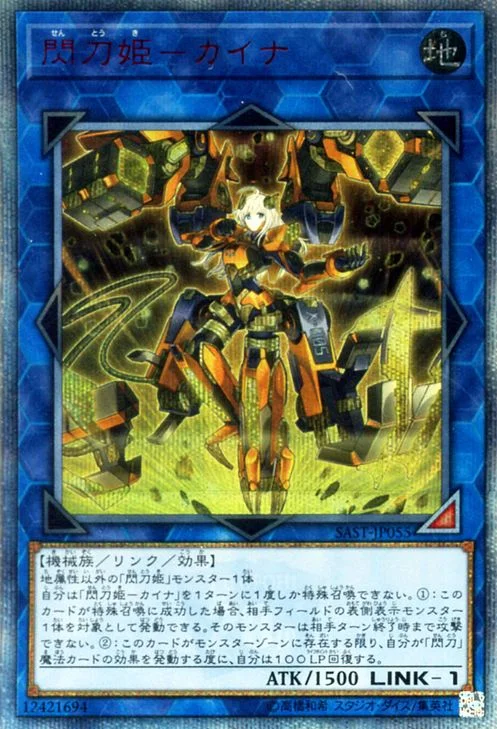 閃刀姫-カイナ
地
SAST-JP055
【機械族/リンク/効果】
地属性以外の「閃刀姫」モンスター1体
自分は「閃刀姫-カイナ」を1ターンに1度しか特殊召喚できない。①:この
カードが特殊召喚に成功した場合、相手フィールドの表側表示モンスター
1体を対象として発動できる。そのモンスターは相手ターン終了時まで攻撃
できない。②:このカードがモンスターゾーンに存在する限り、自分が「閃刀」
魔法カードの効果を発動する度に、自分は100LP回復する。
ATK/1500 LINK-1
12421694 ©高橋和希 スタジオ・ダイス/集英社